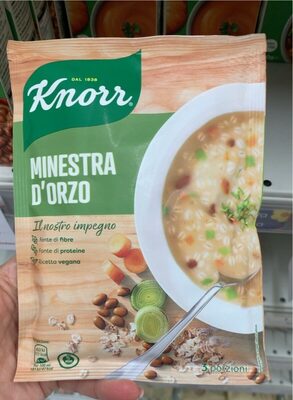 DAL 1838
Knorr
MINESTRA
D'ORZO
Il nostro impegno
fonte di fibre
fonte di proteine
ricetta vegana
3 porzioni